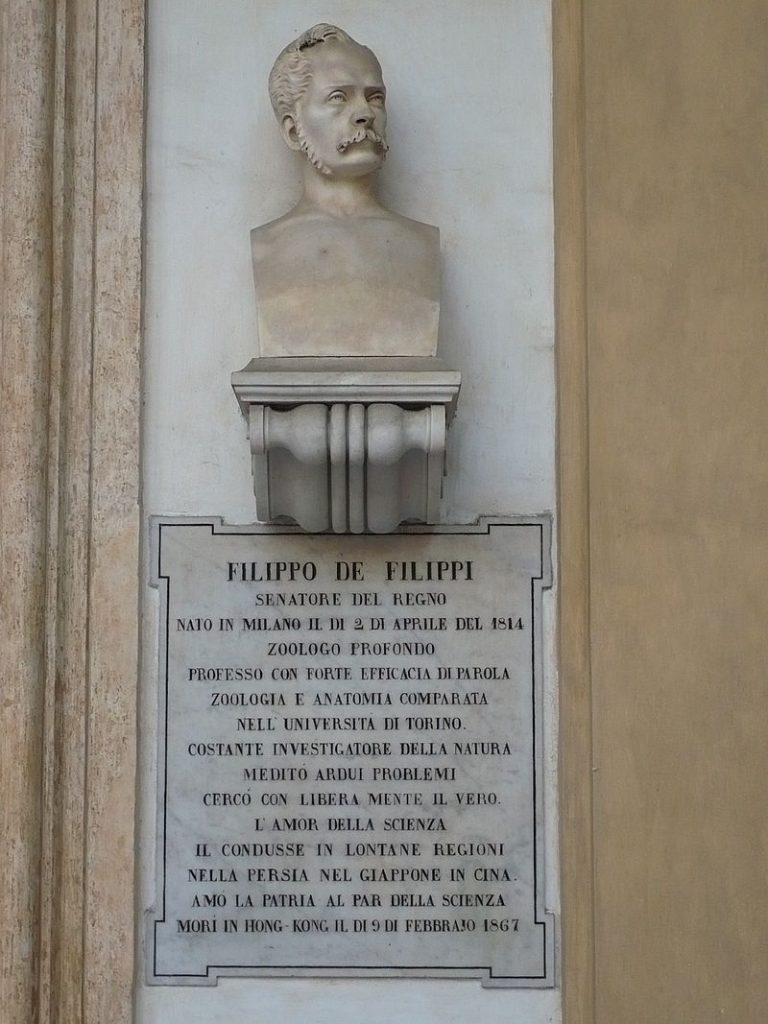 FILIPPO DE FILIPPI
SENATORE DEL REGNO
NATO IN MILANO IL DI 2 DI APRILE DEL 1814
ZOOLOGO PROFONDO
PROFESSO CON FORTE EFFICACIA DI PAROLA
ZOOLOGIA E ANATOMIA COMPARATA
NELL' UNIVERSITA DI TORINO.
COSTANTE INVESTIGATORE DELLA NATURA
MEDITÒ ARDUI PROBLEMI
CERCÒ CON LIBERA MENTE IL VERO.
L' AMOR DELLA SCIENZA
IL CONDUSSE IN LONTANE REGIONI
NELLA PERSIA NEL GIAPPONE IN CINA.
AMO LA PATRIA AL PAR DELLA SCIENZA
MORÌ IN HONG-KONG IL DI 9 DI FEBBRAJO 1867